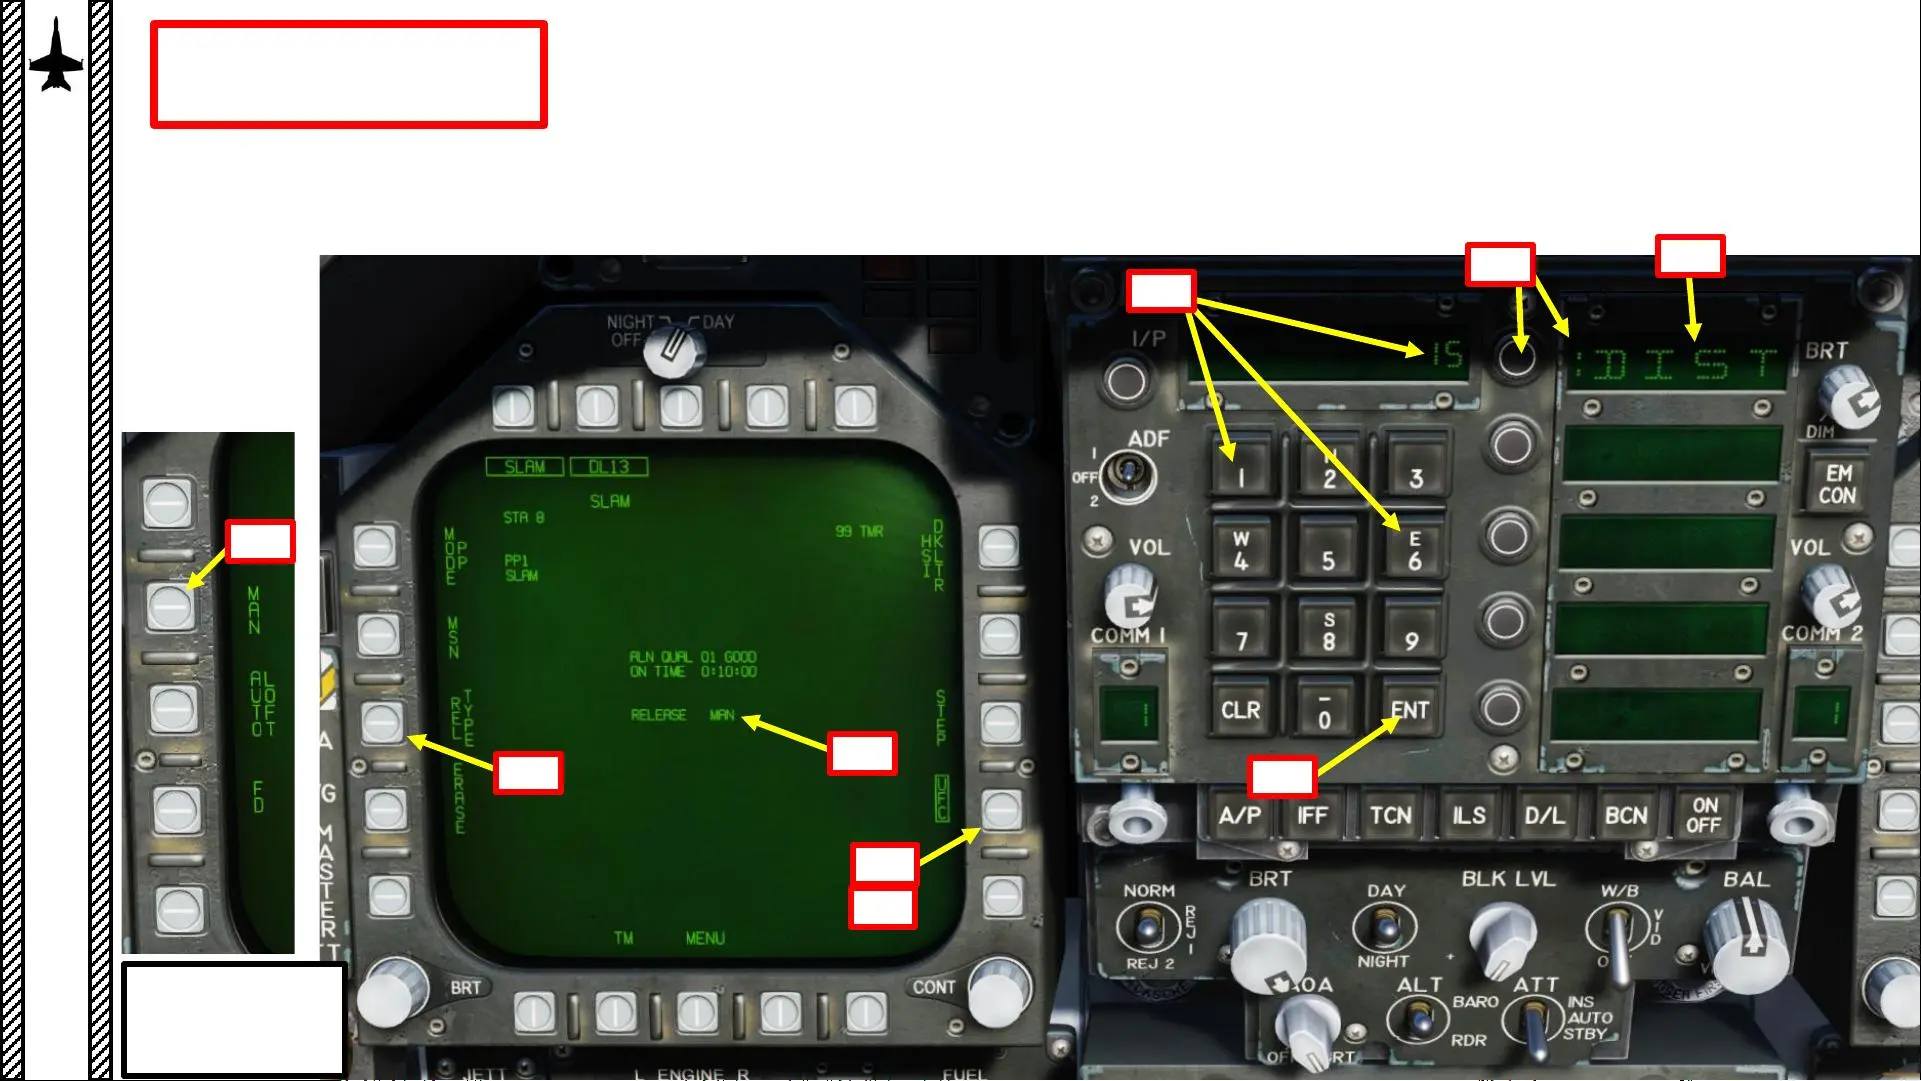 NIGHT
DAY
OFF
SLAM
DL13
SLAM
STA 8
99 TMR
PP1
SLAM
MODE
PP
MSN
REL
TYPE
ERASE
HSI
DKLTR
STEP
UFC
ALN QUAL 01 GOOD
ON TIME 0:10:00
RELEASE MAN
TM
MENU
BRT
CONT
MAN
AUTO
LOFT
FD
MASTER
JETT
L ENGINE R
FUEL
I/P
15
:DIST
BRT
DIM
ADF
1
OFF
2
EM
CON
VOL
VOL
COMM 1
COMM 2
1
N
2
3
W
4
5
E
6
7
S
8
9
CLR
–
0
ENT
A/P
IFF
TCN
ILS
D/L
BCN
ON
OFF
NORM
REJ 1
REJ 2
BRT
DAY
NIGHT
BLK LVL
W/B
VID
BAL
AOA
ALT
BARO
RDR
ATT
INS
AUTO
STBY